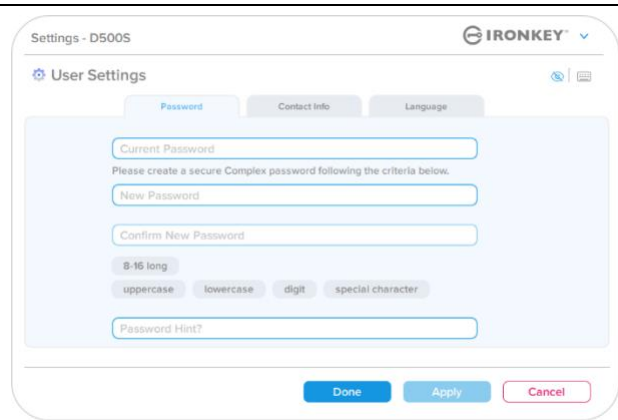 Settings - D500S
IRONKEY
User Settings
Password Contact Info Language
Current Password
Please create a secure Complex password following the criteria below.
New Password
Confirm New Password
8-16 long
uppercase lowercase digit special character
Password Hint?
Done Apply Cancel